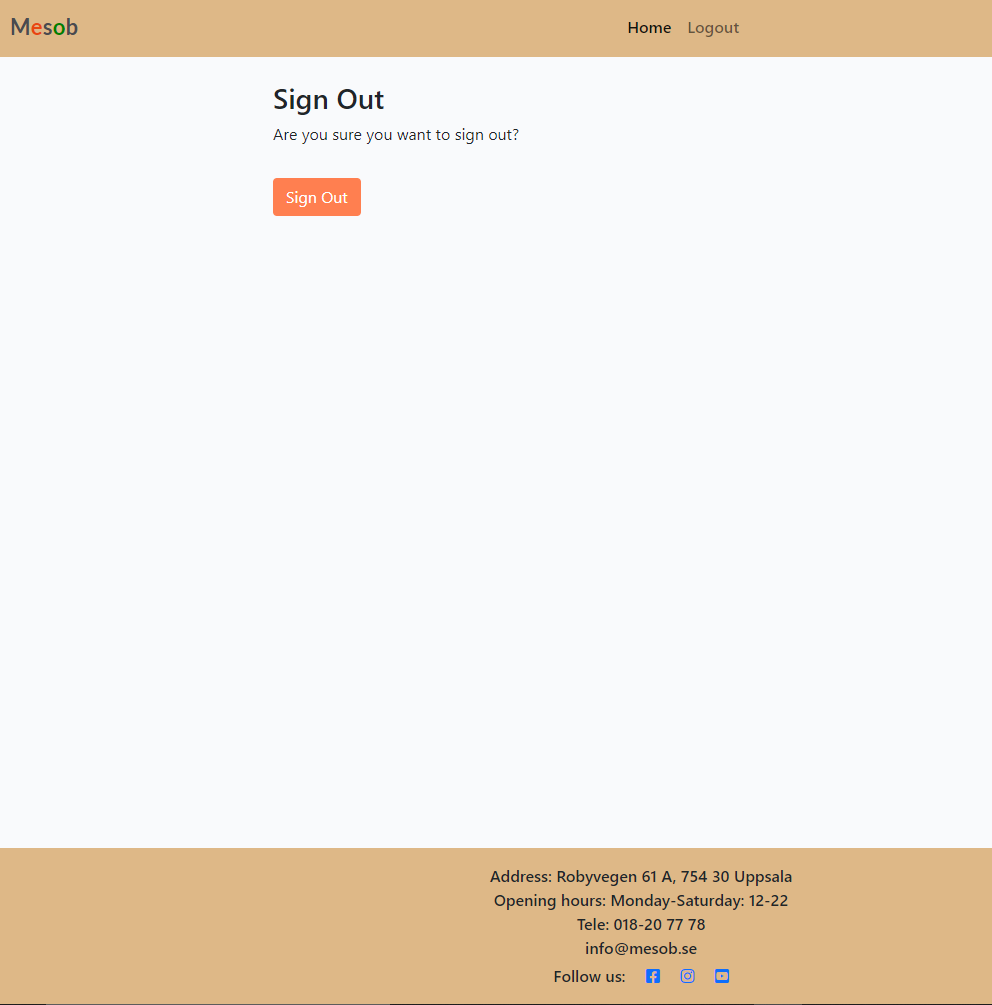 Mesob
Home Logout
Sign Out
Are you sure you want to sign out?
Sign Out
Address: Robyvegen 61 A, 754 30 Uppsala
Opening hours: Monday-Saturday: 12-22
Tele: 018-20 77 78
info@mesob.se
Follow us: